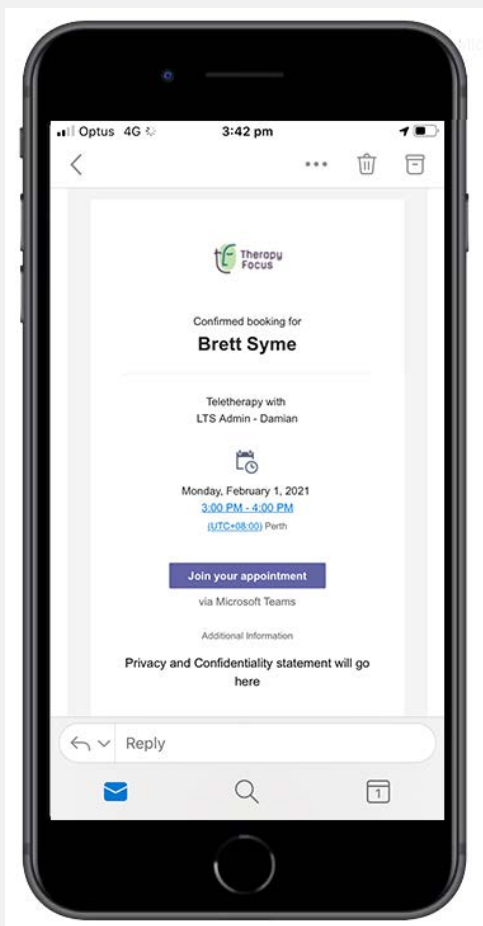 Optus 4G 3:42 pm
Therapy
Focus
Confirmed booking for
Brett Syme
Teletherapy with
LTS Admin - Damian
Monday, February 1, 2021
3:00 PM - 4:00 PM
(UTC+08:00) Perth
Join your appointment
via Microsoft Teams
Additional Information
Privacy and Confidentiality statement will go
here
Reply
1